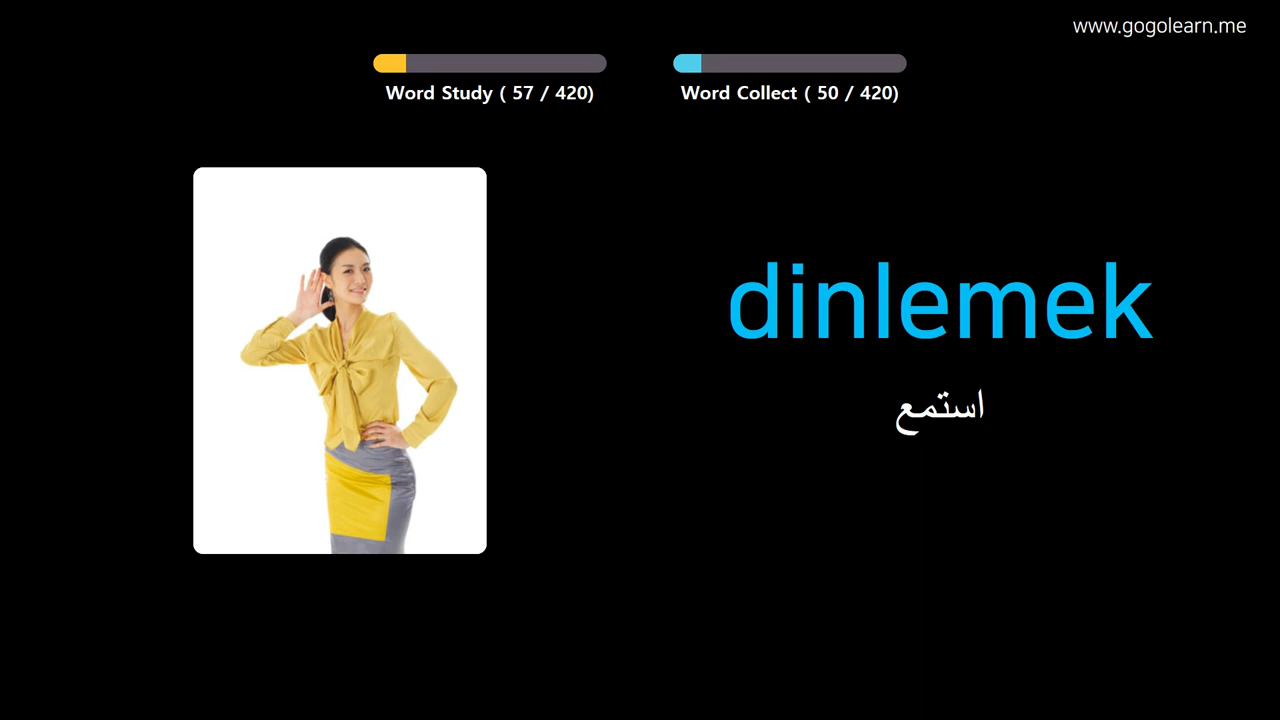 www.gogolearn.me
Word Study ( 57 / 420)
Word Collect ( 50 / 420)
dinlemek
استمع